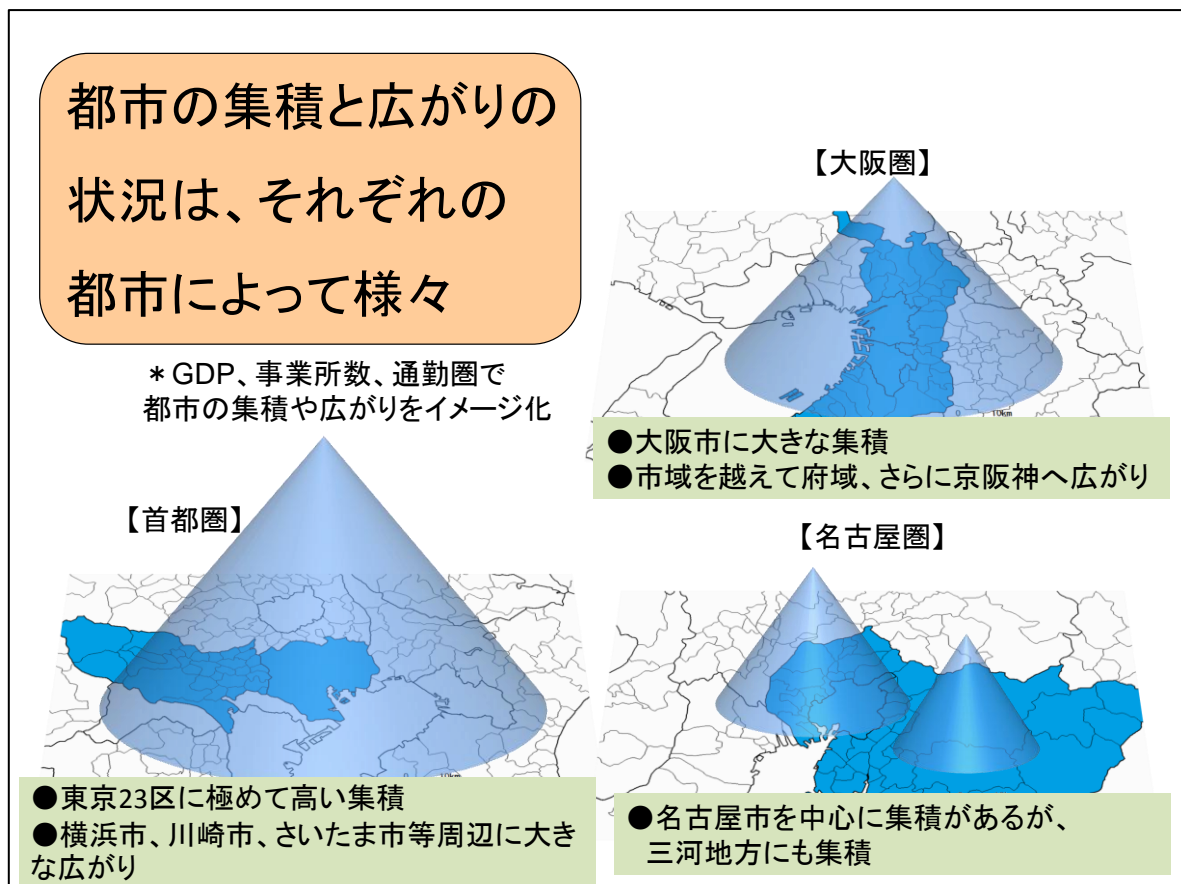 都市の集積と広がりの
状況は、それぞれの
都市によって様々
＊GDP、事業所数、通勤圏で
都市の集積や広がりをイメージ化
【大阪圏】
0 10km
●大阪市に大きな集積
●市域を越えて府域、さらに京阪神へ広がり
【首都圏】
0 10km
●東京23区に極めて高い集積
●横浜市、川崎市、さいたま市等周辺に大き
な広がり
【名古屋圏】
●名古屋市を中心に集積があるが、
三河地方にも集積